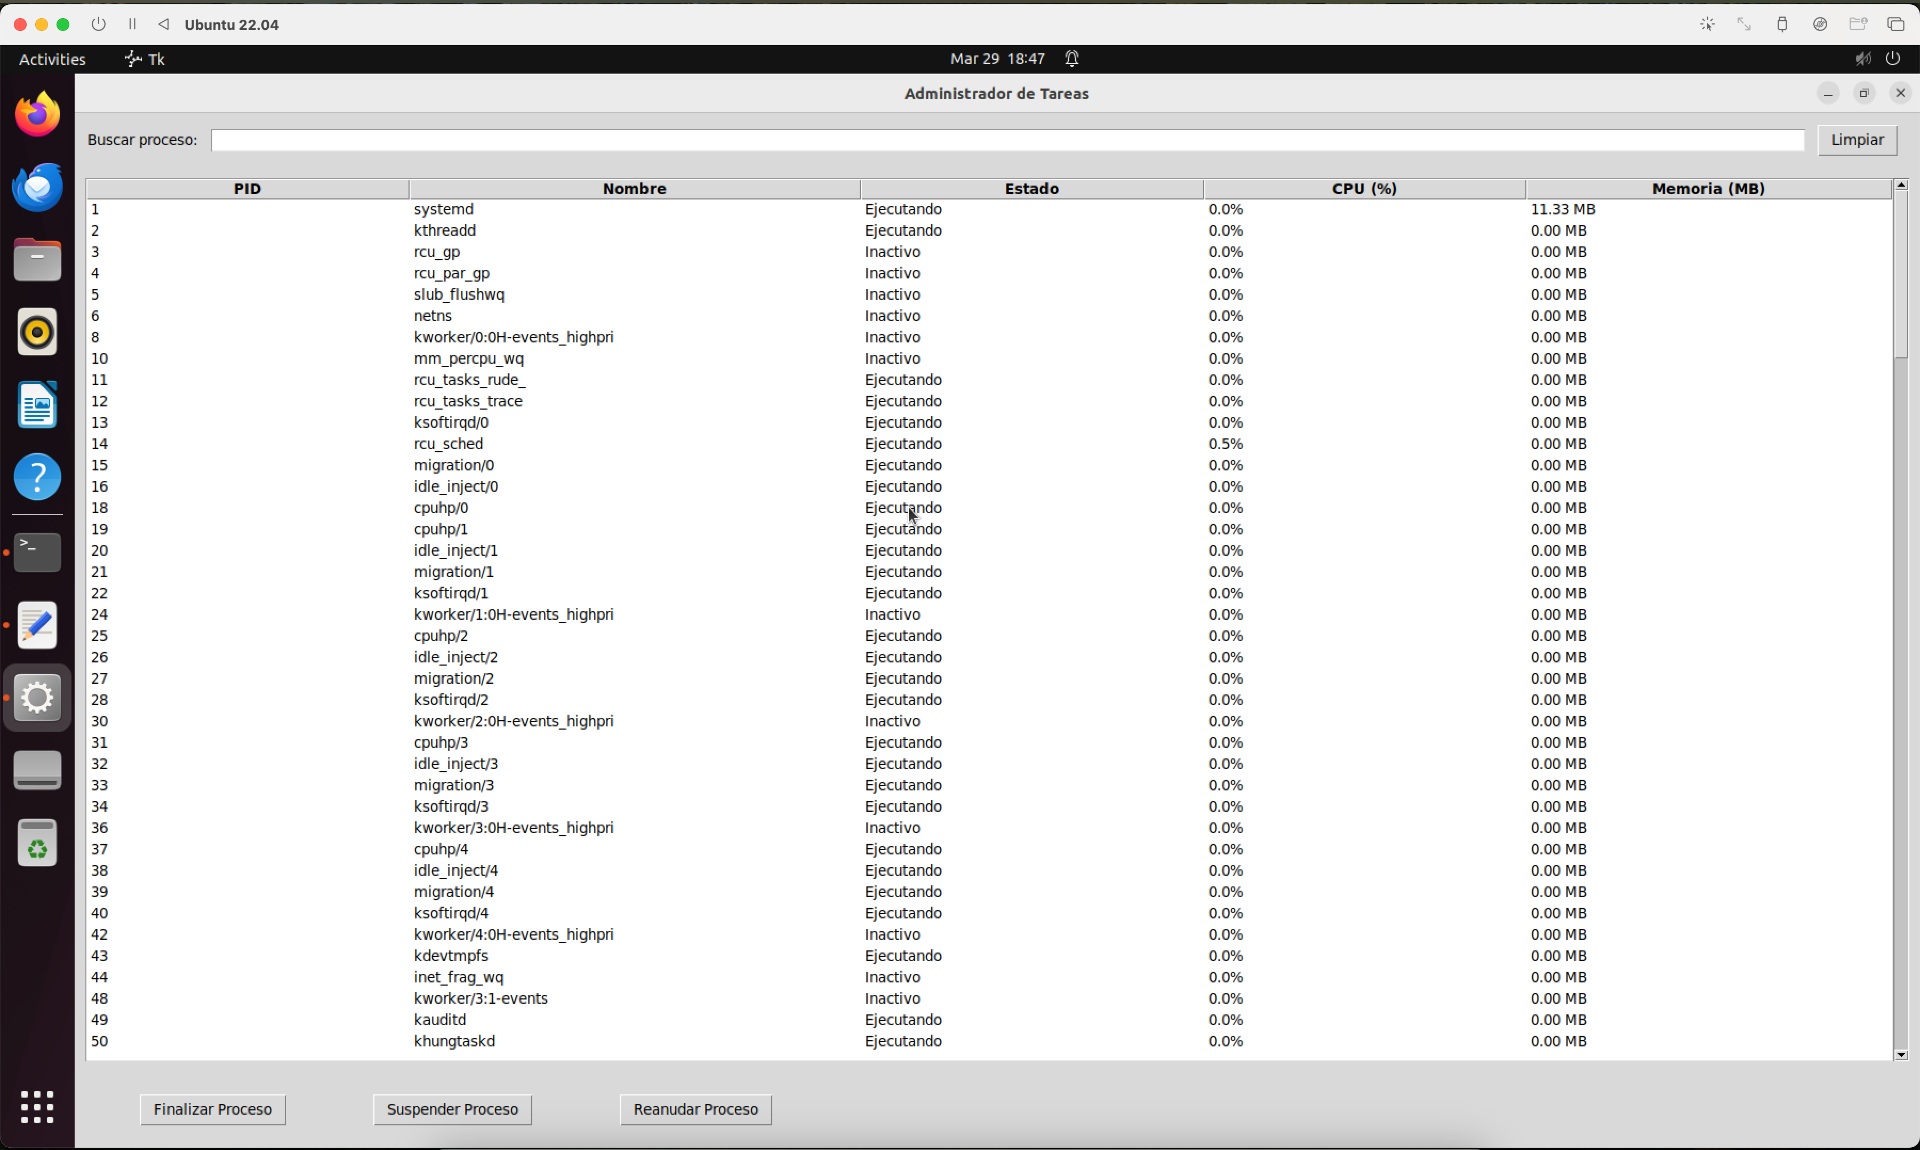 Ubuntu 22.04
Activities Tk Mar 29 18:47
Administrador de Tareas
Buscar proceso: Limpiar
PID Nombre Estado CPU (%) Memoria (MB)
1 systemd Ejecutando 0.0% 11.33 MB
2 kthreadd Ejecutando 0.0% 0.00 MB
3 rcu_gp Inactivo 0.0% 0.00 MB
4 rcu_par_gp Inactivo 0.0% 0.00 MB
5 slub_flushwq Inactivo 0.0% 0.00 MB
6 netns Inactivo 0.0% 0.00 MB
8 kworker/0:0H-events_highpri Inactivo 0.0% 0.00 MB
10 mm_percpu_wq Inactivo 0.0% 0.00 MB
11 rcu_tasks_rude_ Ejecutando 0.0% 0.00 MB
12 rcu_tasks_trace Ejecutando 0.0% 0.00 MB
13 ksoftirqd/0 Ejecutando 0.0% 0.00 MB
14 rcu_sched Ejecutando 0.5% 0.00 MB
15 migration/0 Ejecutando 0.0% 0.00 MB
16 idle_inject/0 Ejecutando 0.0% 0.00 MB
18 cpuhp/0 Ejecutando 0.0% 0.00 MB
19 cpuhp/1 Ejecutando 0.0% 0.00 MB
20 idle_inject/1 Ejecutando 0.0% 0.00 MB
21 migration/1 Ejecutando 0.0% 0.00 MB
22 ksoftirqd/1 Ejecutando 0.0% 0.00 MB
24 kworker/1:0H-events_highpri Inactivo 0.0% 0.00 MB
25 cpuhp/2 Ejecutando 0.0% 0.00 MB
26 idle_inject/2 Ejecutando 0.0% 0.00 MB
27 migration/2 Ejecutando 0.0% 0.00 MB
28 ksoftirqd/2 Ejecutando 0.0% 0.00 MB
30 kworker/2:0H-events_highpri Inactivo 0.0% 0.00 MB
31 cpuhp/3 Ejecutando 0.0% 0.00 MB
32 idle_inject/3 Ejecutando 0.0% 0.00 MB
33 migration/3 Ejecutando 0.0% 0.00 MB
34 ksoftirqd/3 Ejecutando 0.0% 0.00 MB
36 kworker/3:0H-events_highpri Inactivo 0.0% 0.00 MB
37 cpuhp/4 Ejecutando 0.0% 0.00 MB
38 idle_inject/4 Ejecutando 0.0% 0.00 MB
39 migration/4 Ejecutando 0.0% 0.00 MB
40 ksoftirqd/4 Ejecutando 0.0% 0.00 MB
42 kworker/4:0H-events_highpri Inactivo 0.0% 0.00 MB
43 kdevtmpfs Ejecutando 0.0% 0.00 MB
44 inet_frag_wq Inactivo 0.0% 0.00 MB
48 kworker/3:1-events Inactivo 0.0% 0.00 MB
49 kauditd Ejecutando 0.0% 0.00 MB
50 khungtaskd Ejecutando 0.0% 0.00 MB
Finalizar Proceso Suspender Proceso Reanudar Proceso